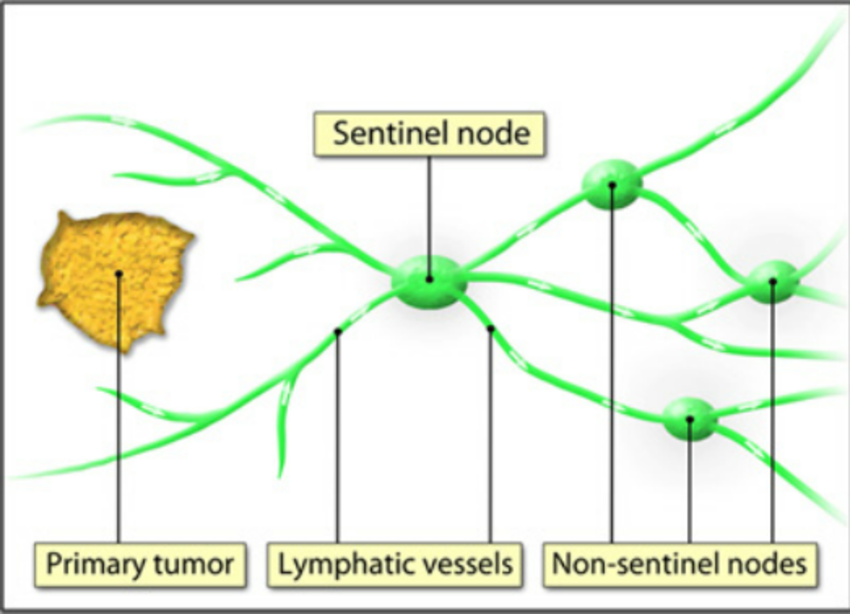 Sentinel node
Primary tumor
Lymphatic vessels
Non-sentinel nodes